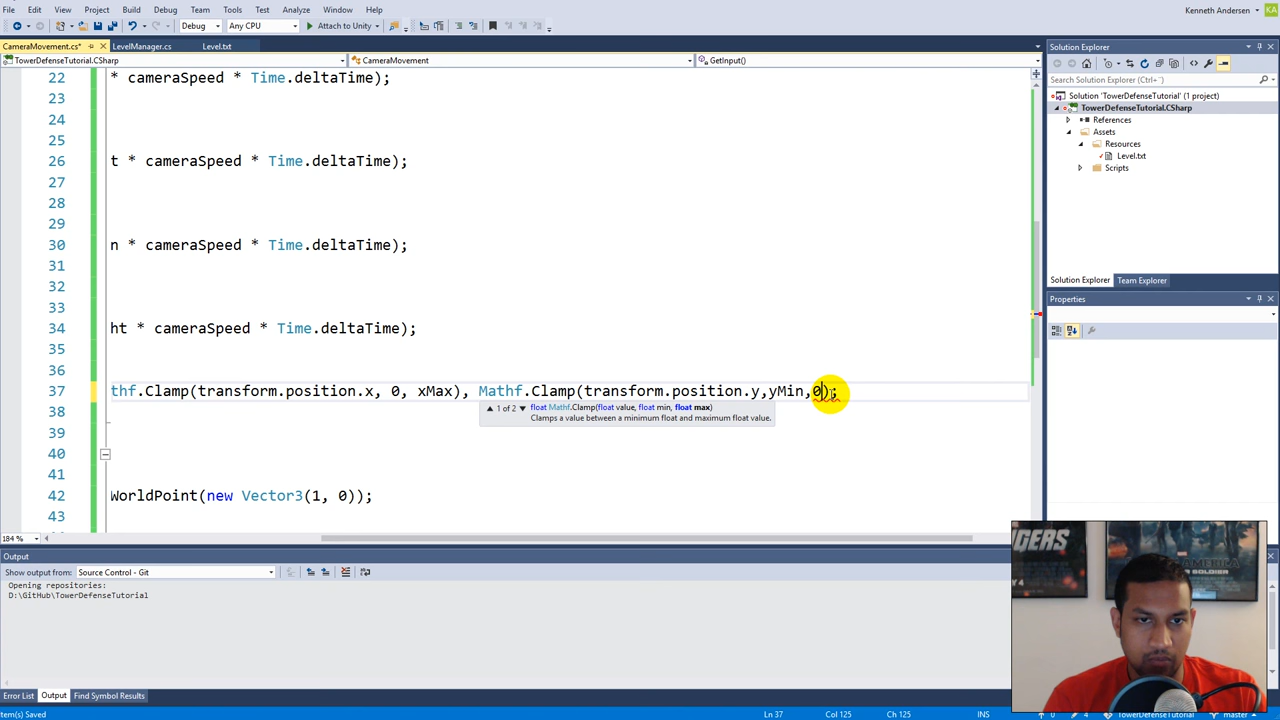 File Edit View Project Build Debug Team Tools Test Analyze Window Help
Kenneth Andersen
KA
Debug Any CPU Attach to Unity
CameraMovement.cs* LevelManager.cs Level.txt
TowerDefenseTutorial.CSharp CameraMovement GetInput()
22 * cameraSpeed * Time.deltaTime);
23
24
25
26 t * cameraSpeed * Time.deltaTime);
27
28
29
30 n * cameraSpeed * Time.deltaTime);
31
32
33
34 ht * cameraSpeed * Time.deltaTime);
35
36
37 thf.Clamp(transform.position.x, 0, xMax), Mathf.Clamp(transform.position.y,yMin,0);
1 of 2 float Mathf.Clamp(float value, float min, float max)
Clamps a value between a minimum float and maximum float value.
38
39
40
41
42 WorldPoint(new Vector3(1, 0));
43
184 %
Solution Explorer
Search Solution Explorer (Ctrl+¨)
Solution 'TowerDefenseTutorial' (1 project)
TowerDefenseTutorial.CSharp
References
Assets
Resources
Level.txt
Scripts
Solution Explorer Team Explorer
Properties
Output
Show output from: Source Control - Git
Opening repositories:
D:\GitHub\TowerDefenseTutorial
Error List Output Find Symbol Results
tem(s) Saved Ln 37 Col 125 Ch 125 INS 0 4 TowerDefenseTutorial master